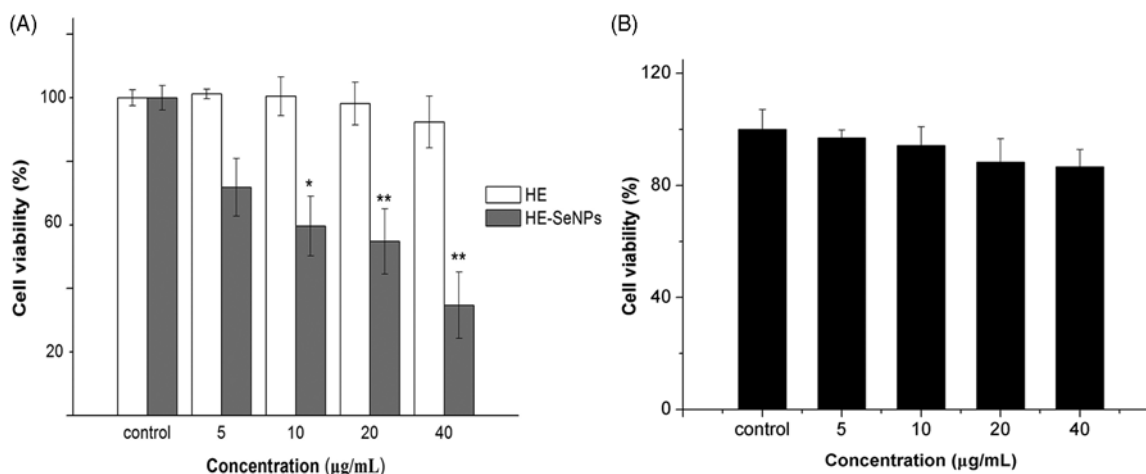 (A)
100
60
20
Cell viability (%)
*
**
**
HE
HE-SeNPs
control 5 10 20 40
Concentration (µg/mL)
(B)
120
80
40
0
Cell viability (%)
control 5 10 20 40
Concentration (µg/mL)